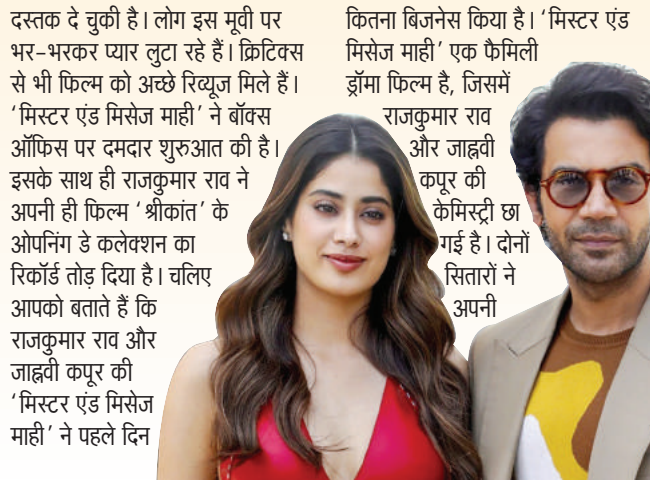 दस्तक दे चुकी है। लोग इस मूवी पर
भर-भरकर प्यार लुटा रहे हैं। क्रिटिक्स
से भी फिल्म को अच्छे रिव्यूज मिले हैं।
‘मिस्टर एंड मिसेज माही’ ने बॉक्स
ऑफिस पर दमदार शुरुआत की है।
इसके साथ ही राजकुमार राव ने
अपनी ही फिल्म ‘श्रीकांत’ के
ओपनिंग डे कलेक्शन का
रिकॉर्ड तोड़ दिया है। चलिए
आपको बताते हैं कि
राजकुमार राव और
जाह्नवी कपूर की
‘मिस्टर एंड मिसेज
माही’ ने पहले दिन
कितना बिजनेस किया है। ‘मिस्टर एंड
मिसेज माही’ एक फैमिली
ड्रॉमा फिल्म है, जिसमें
राजकुमार राव
और जाह्नवी
कपूर की
केमिस्ट्री छा
गई है। दोनों
सितारों ने
अपनी